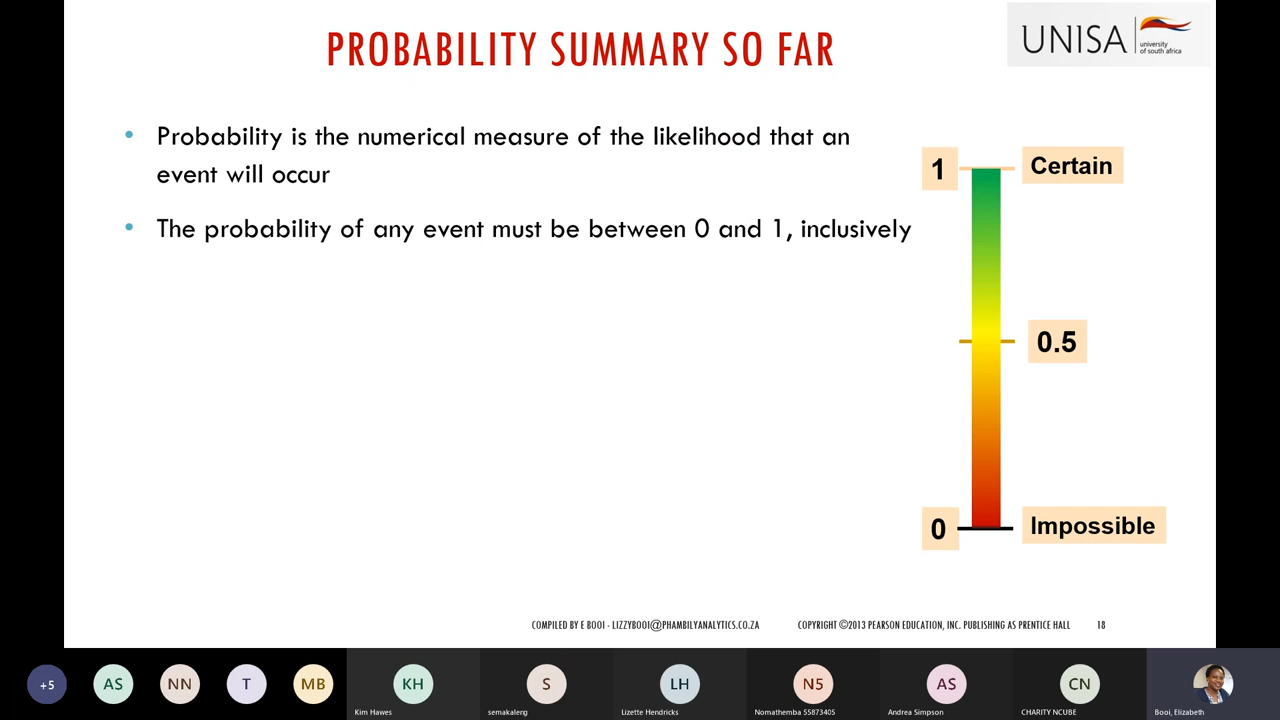 PROBABILITY SUMMARY SO FAR
UNISA
university
of south africa
• Probability is the numerical measure of the likelihood that an
event will occur
• The probability of any event must be between 0 and 1, inclusively
1
Certain
0.5
0
Impossible
COMPILED BY E BOOI - LIZZYBOOI@PHAMBILYANALYTICS.CO.ZA
COPYRIGHT ©2013 PEARSON EDUCATION, INC. PUBLISHING AS PRENTICE HALL
18
+5
AS
NN
T
MB
KH
Kim Hawes
S
semakaleng
LH
Lizette Hendricks
N5
Nomathemba 55873405
AS
Andrea Simpson
CN
CHARITY NCUBE
Booi, Elizabeth